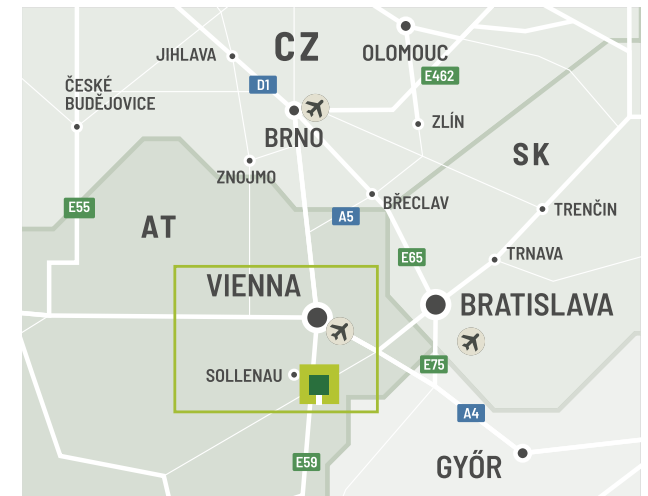 CZ
OLOMOUC
JIHLAVA
E462
ČESKÉ
BUDĚJOVICE
D1
ZLÍN
BRNO
SK
ZNOJMO
BŘECLAV
E55
A5
TRENČIN
AT
E65
TRNAVA
VIENNA
BRATISLAVA
E75
SOLLENAU
A4
E59
GYŐR